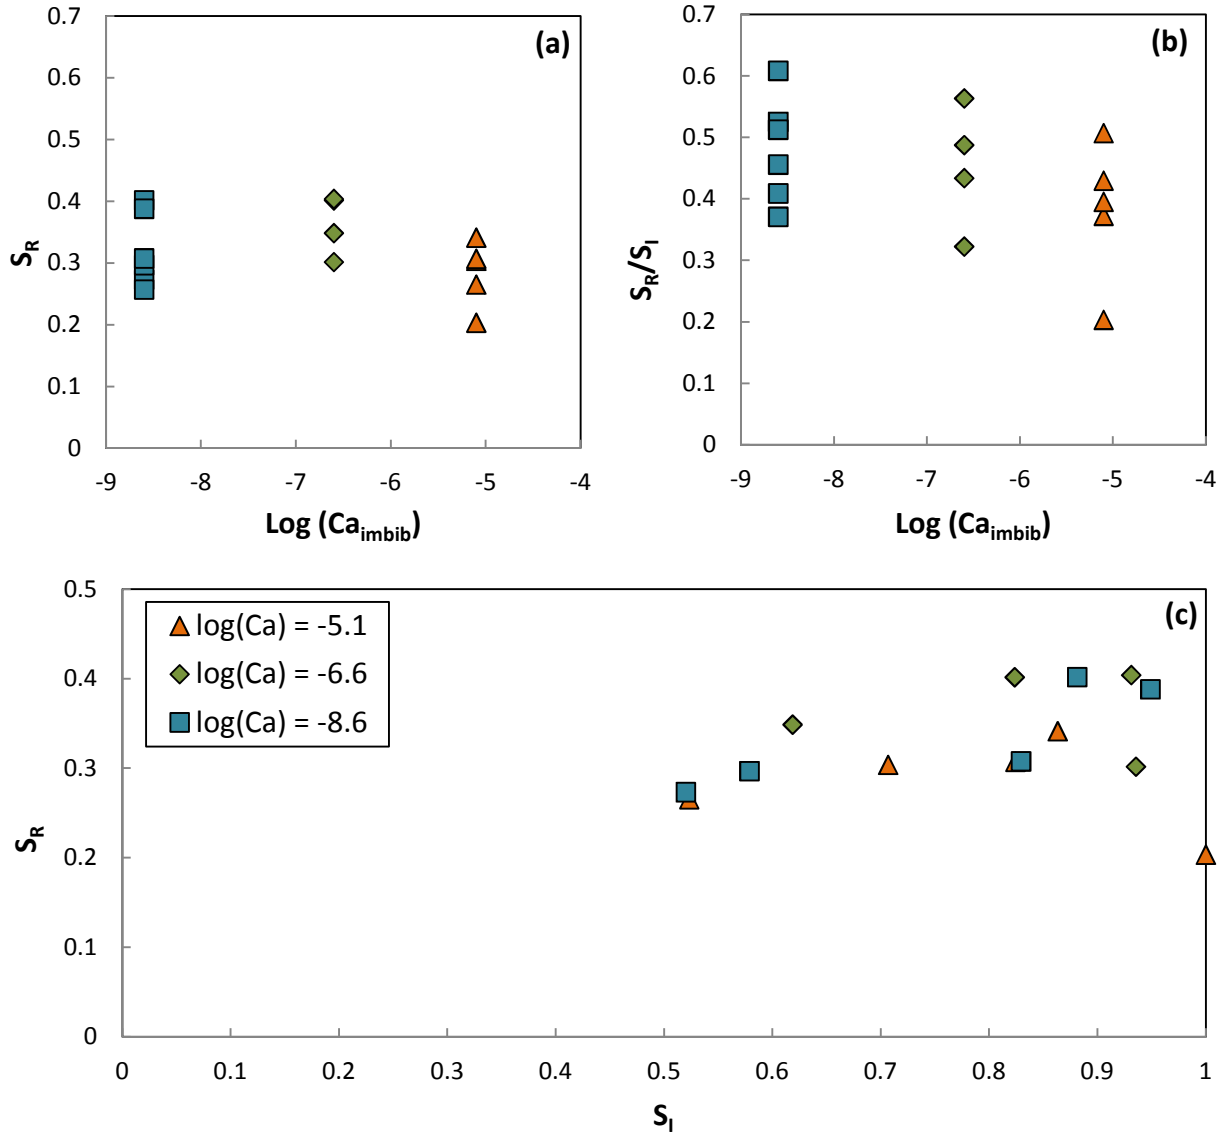 (a)
0.7
0.6
0.5
0.4
0.3
0.2
0.1
0
S_R
-9 -8 -7 -6 -5 -4
Log (Ca_imbib)
(b)
0.7
0.6
0.5
0.4
0.3
0.2
0.1
0
S_R/S_I
-9 -8 -7 -6 -5 -4
Log (Ca_imbib)
(c)
0.5
0.4
0.3
0.2
0.1
0
S_R
log(Ca) = -5.1
log(Ca) = -6.6
log(Ca) = -8.6
0 0.1 0.2 0.3 0.4 0.5 0.6 0.7 0.8 0.9 1
S_I